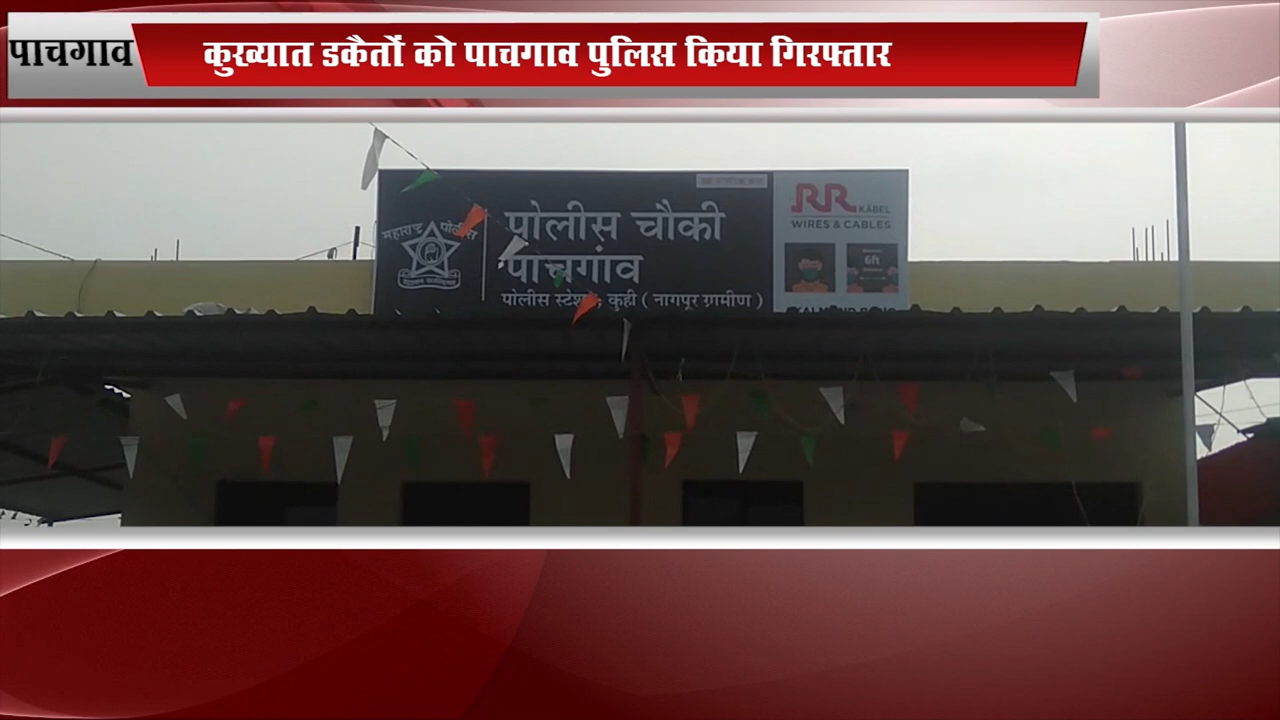 पाचगाव
कुख्यात डकैतों को पाचगाव पुलिस किया गिरफ्तार
महाराष्ट्र पोलीस
पोलीस चौकी
पाचगांव
पोलीस स्टेशन, कुही ( नागपूर ग्रामीण )
RR KABEL
WIRES & CABLES
6ft